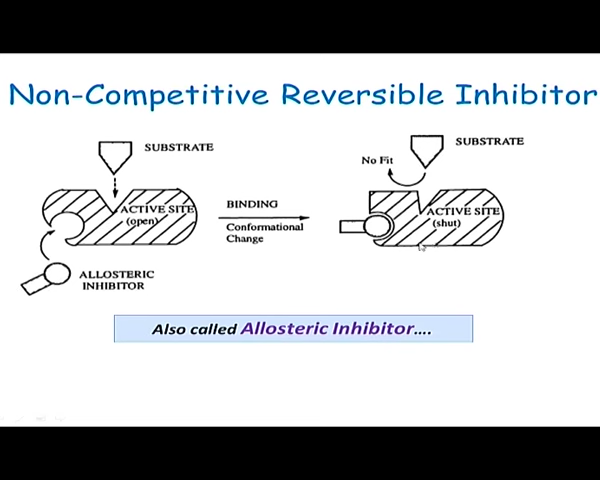 Non-Competitive Reversible Inhibitor
SUBSTRATE
ACTIVE SITE
(open)
ALLOSTERIC
INHIBITOR
BINDING
Conformational
Change
No Fit
SUBSTRATE
ACTIVE SITE
(shut)
Also called Allosteric Inhibitor....